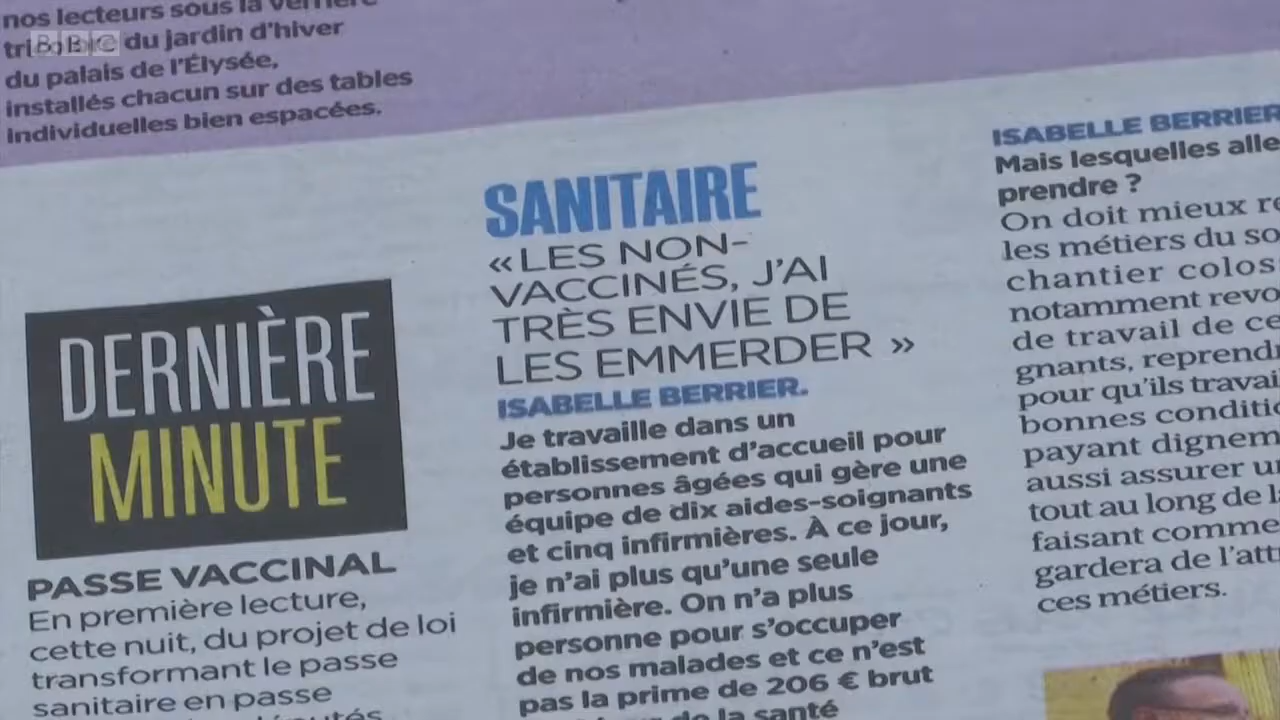 nos lecteurs sous la verrière
BBC
du jardin d'hiver
du palais de l'Élysée,
installés chacun sur des tables
individuelles bien espacées.
DERNIÈRE
MINUTE
PASSE VACCINAL
En première lecture,
cette nuit, du projet de loi
transformant le passe
sanitaire en passe
SANITAIRE
«LES NON-
VACCINÉS, J'AI
TRÈS ENVIE DE
LES EMMERDER »
ISABELLE BERRIER.
Je travaille dans un
établissement d'accueil pour
personnes âgées qui gère une
équipe de dix aides-soignants
et cinq infirmières. À ce jour,
je n'ai plus qu'une seule
infirmière. On n'a plus
personne pour s'occuper
de nos malades et ce n'est
pas la prime de 206 € brut
de la santé
ISABELLE BERRIER
Mais lesquelles alle
prendre ?
On doit mieux re
les métiers du so
chantier colos
notamment revo
de travail de ce
gnants, reprendr
pour qu'ils travail
bonnes conditio
payant dignem
aussi assurer un
tout au long de l
faisant comme
gardera de l'att
ces métiers.